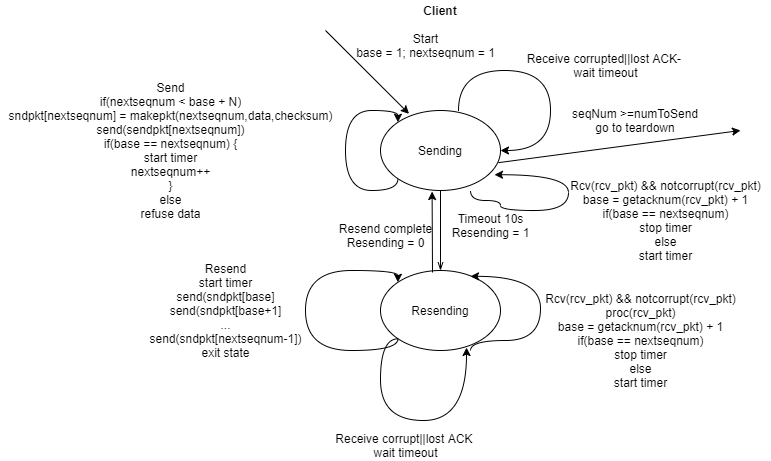 Client
Start
base = 1; nextseqnum = 1
Receive corrupted||lost ACK-
wait timeout
Send
if(nextseqnum < base + N)
sndpkt[nextseqnum] = makepkt(nextseqnum,data,checksum)
send(sendpkt[nextseqnum])
if(base == nextseqnum) {
start timer
nextseqnum++
}
else
refuse data
seqNum >=numToSend
go to teardown
Sending
Rcv(rcv_pkt) && notcorrupt(rcv_pkt)
base = getacknum(rcv_pkt) + 1
if(base == nextseqnum)
stop timer
else
start timer
Timeout 10s
Resending = 1
Resend complete
Resending = 0
Resend
start timer
send(sndpkt[base]
send(sndpkt[base+1]
...
send(sndpkt[nextseqnum-1])
exit state
Resending
Rcv(rcv_pkt) && notcorrupt(rcv_pkt)
proc(rcv_pkt)
base = getacknum(rcv_pkt) + 1
if(base == nextseqnum)
stop timer
else
start timer
Receive corrupt||lost ACK
wait timeout